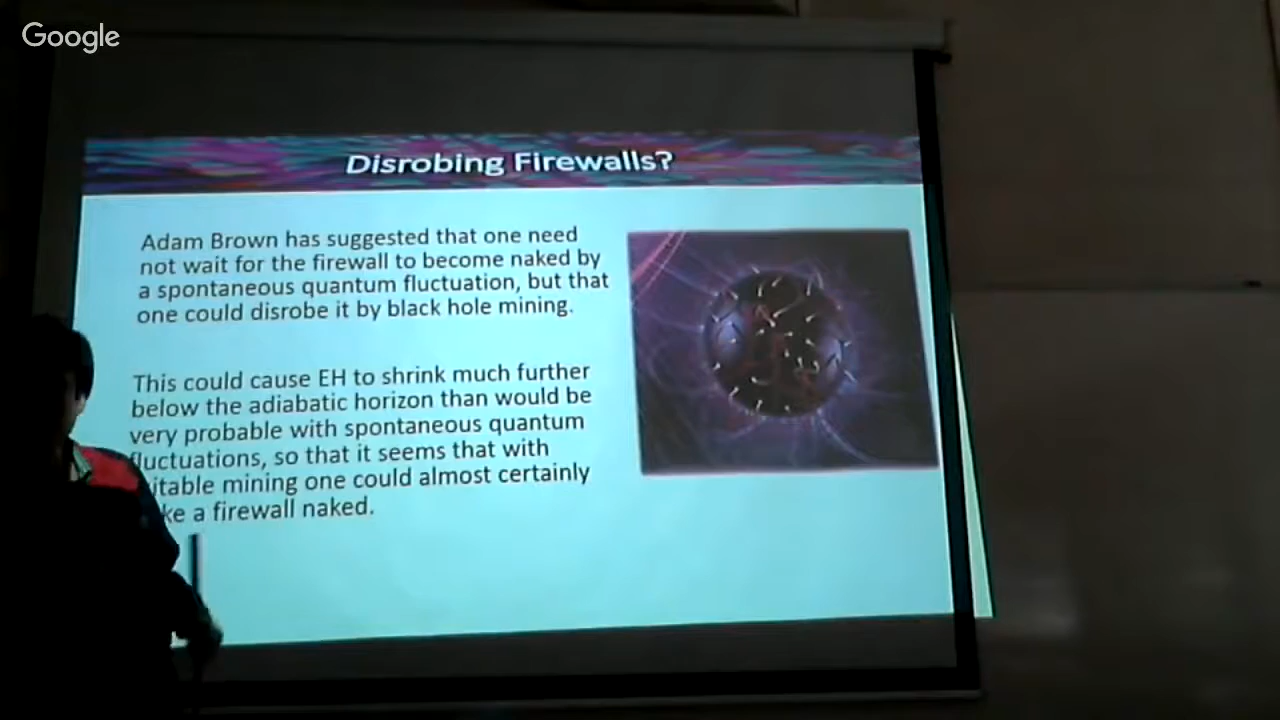 Google
Disrobing Firewalls?
Adam Brown has suggested that one need
not wait for the firewall to become naked by
a spontaneous quantum fluctuation, but that
one could disrobe it by black hole mining.
This could cause EH to shrink much further
below the adiabatic horizon than would be
very probable with spontaneous quantum
fluctuations, so that it seems that with
mining one could almost certainly
a firewall naked.